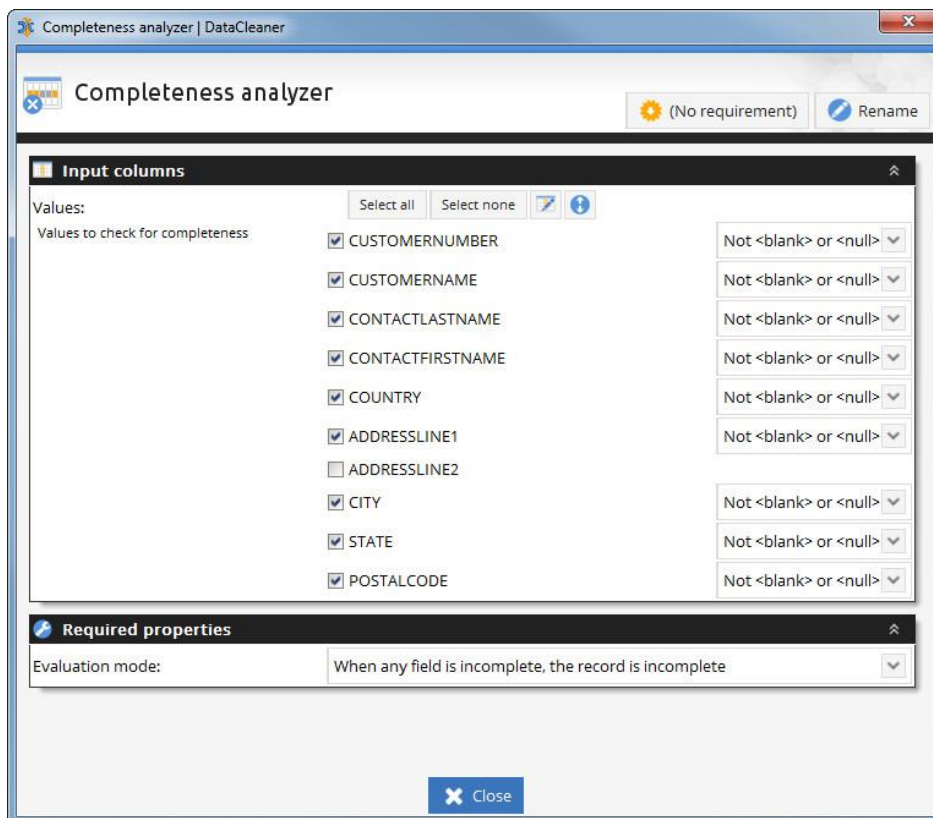 Completeness analyzer | DataCleaner
Completeness analyzer
(No requirement) Rename
Input columns
Values: Select all Select none
Values to check for completeness
CUSTOMERNUMBER Not <blank> or <null>
CUSTOMERNAME Not <blank> or <null>
CONTACTLASTNAME Not <blank> or <null>
CONTACTFIRSTNAME Not <blank> or <null>
COUNTRY Not <blank> or <null>
ADDRESSLINE1 Not <blank> or <null>
ADDRESSLINE2
CITY Not <blank> or <null>
STATE Not <blank> or <null>
POSTALCODE Not <blank> or <null>
Required properties
Evaluation mode: When any field is incomplete, the record is incomplete
Close